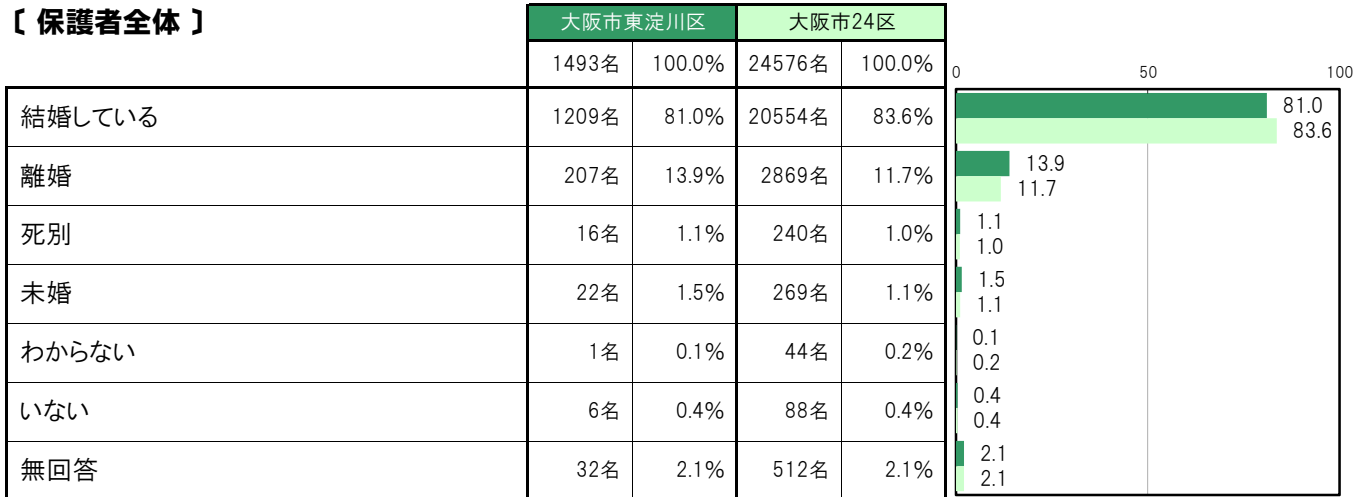 〔 保護者全体 〕
大阪市東淀川区 大阪市24区
1493名 100.0% 24576名 100.0%
0 50 100
結婚している 1209名 81.0% 20554名 83.6%
81.0
83.6
離婚 207名 13.9% 2869名 11.7%
13.9
11.7
死別 16名 1.1% 240名 1.0%
1.1
1.0
未婚 22名 1.5% 269名 1.1%
1.5
1.1
わからない 1名 0.1% 44名 0.2%
0.1
0.2
いない 6名 0.4% 88名 0.4%
0.4
0.4
無回答 32名 2.1% 512名 2.1%
2.1
2.1